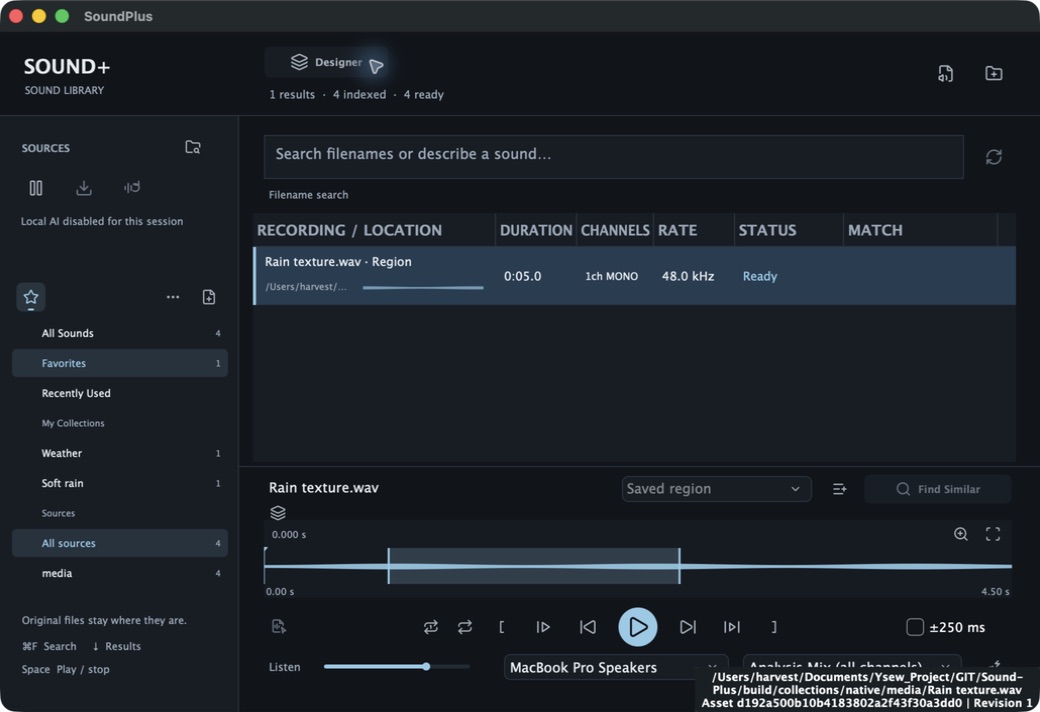 SoundPlus
SOUND+
SOUND LIBRARY
Designer
1 results · 4 indexed · 4 ready
SOURCES
Local AI disabled for this session
All Sounds 4
Favorites 1
Recently Used
My Collections
Weather 1
Soft rain 1
Sources
All sources 4
media 4
Original files stay where they are.
⌘F Search ↓ Results
Space Play / stop
Search filenames or describe a sound...
Filename search
RECORDING / LOCATION DURATION CHANNELS RATE STATUS MATCH
Rain texture.wav · Region
/Users/harvest/... 0:05.0 1ch MONO 48.0 kHz Ready
Rain texture.wav Saved region Find Similar
0.000 s
0.00 s 4.50 s
[ ] ±250 ms
Listen MacBook Pro Speakers Analysis Mix (all channels)
/Users/harvest/Documents/Ysew_Project/GIT/Sound-
Plus/build/collections/native/media/Rain texture.wav
Asset d192a500b10b4183802a2f43f30a3dd0 | Revision 1